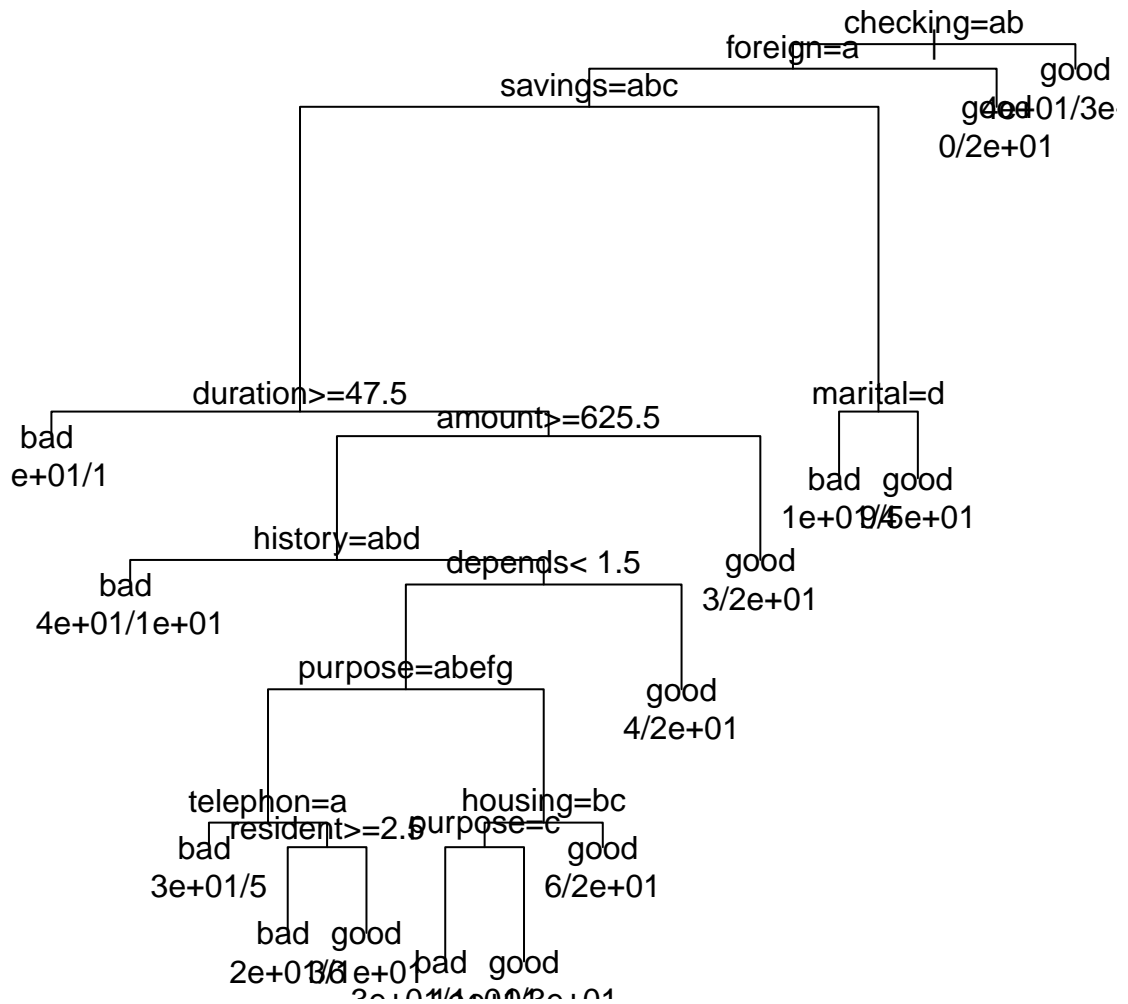 checking=ab
foreign=a
good
savings=abc
good
0/2e+01
duration>=47.5
marital=d
amount>=625.5
bad
e+01/1
bad
good
history=abd
depends< 1.5
good
3/2e+01
bad
4e+01/1e+01
purpose=abefg
good
4/2e+01
telephon=a
housing=bc
purpose=c
resident>=2.5
bad
good
3e+01/5
6/2e+01
bad
good
bad
good